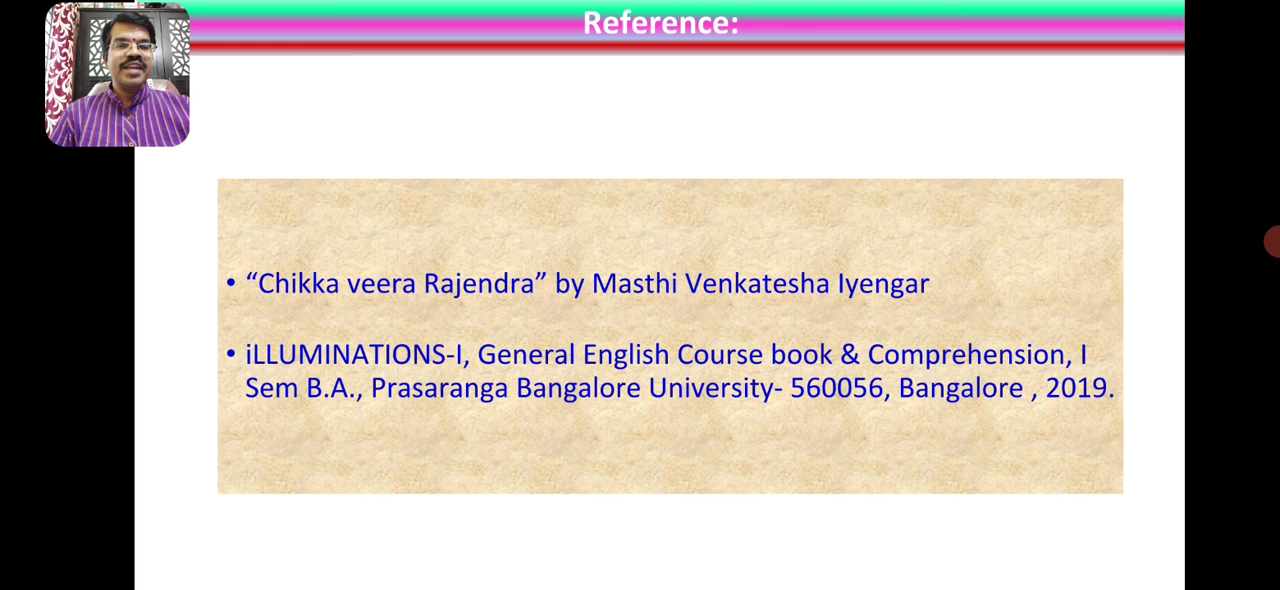 Reference:
• “Chikka veera Rajendra” by Masthi Venkatesha Iyengar
• iLLUMINATIONS-I, General English Course book & Comprehension, I
Sem B.A., Prasaranga Bangalore University- 560056, Bangalore , 2019.